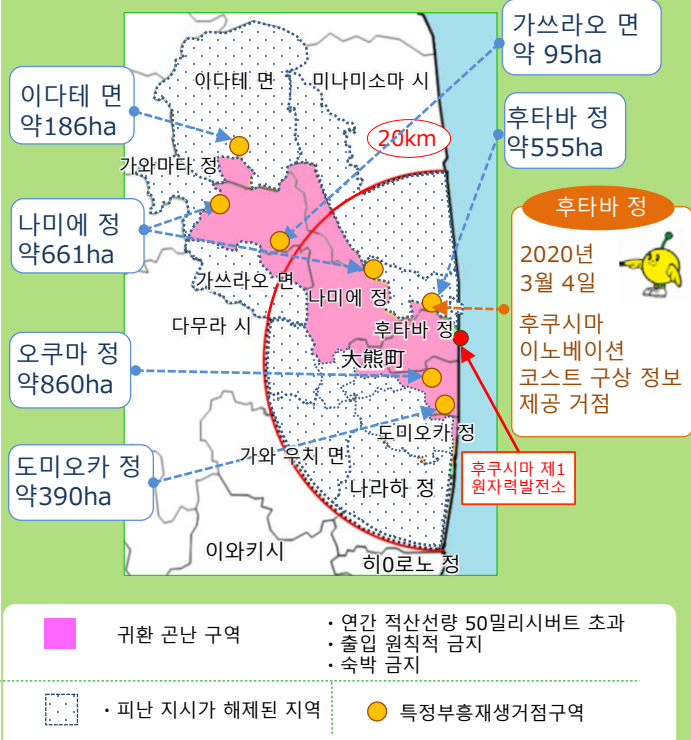 가쓰라오 면
약 95ha
이다테 면
약186ha
이다테 면
미나미소마 시
후타바 정
약555ha
20km
가와마타 정
나미에 정
약661ha
후타바 정
2020년
3월 4일
후쿠시마
이노베이션
코스트 구상 정보
제공 거점
가쓰라오 면
나미에 정
다무라 시
후타바 정
오쿠마 정
약860ha
大熊町
도미오카 정
도미오카 정
약390ha
가와 우치 면
나라하 정
후쿠시마 제1
원자력발전소
이와키시
히0로노 정
귀환 곤난 구역
・연간 적산선량 50밀리시버트 초과
・출입 원칙적 금지
・숙박 금지
・피난 지시가 해제된 지역
특정부흥재생거점구역